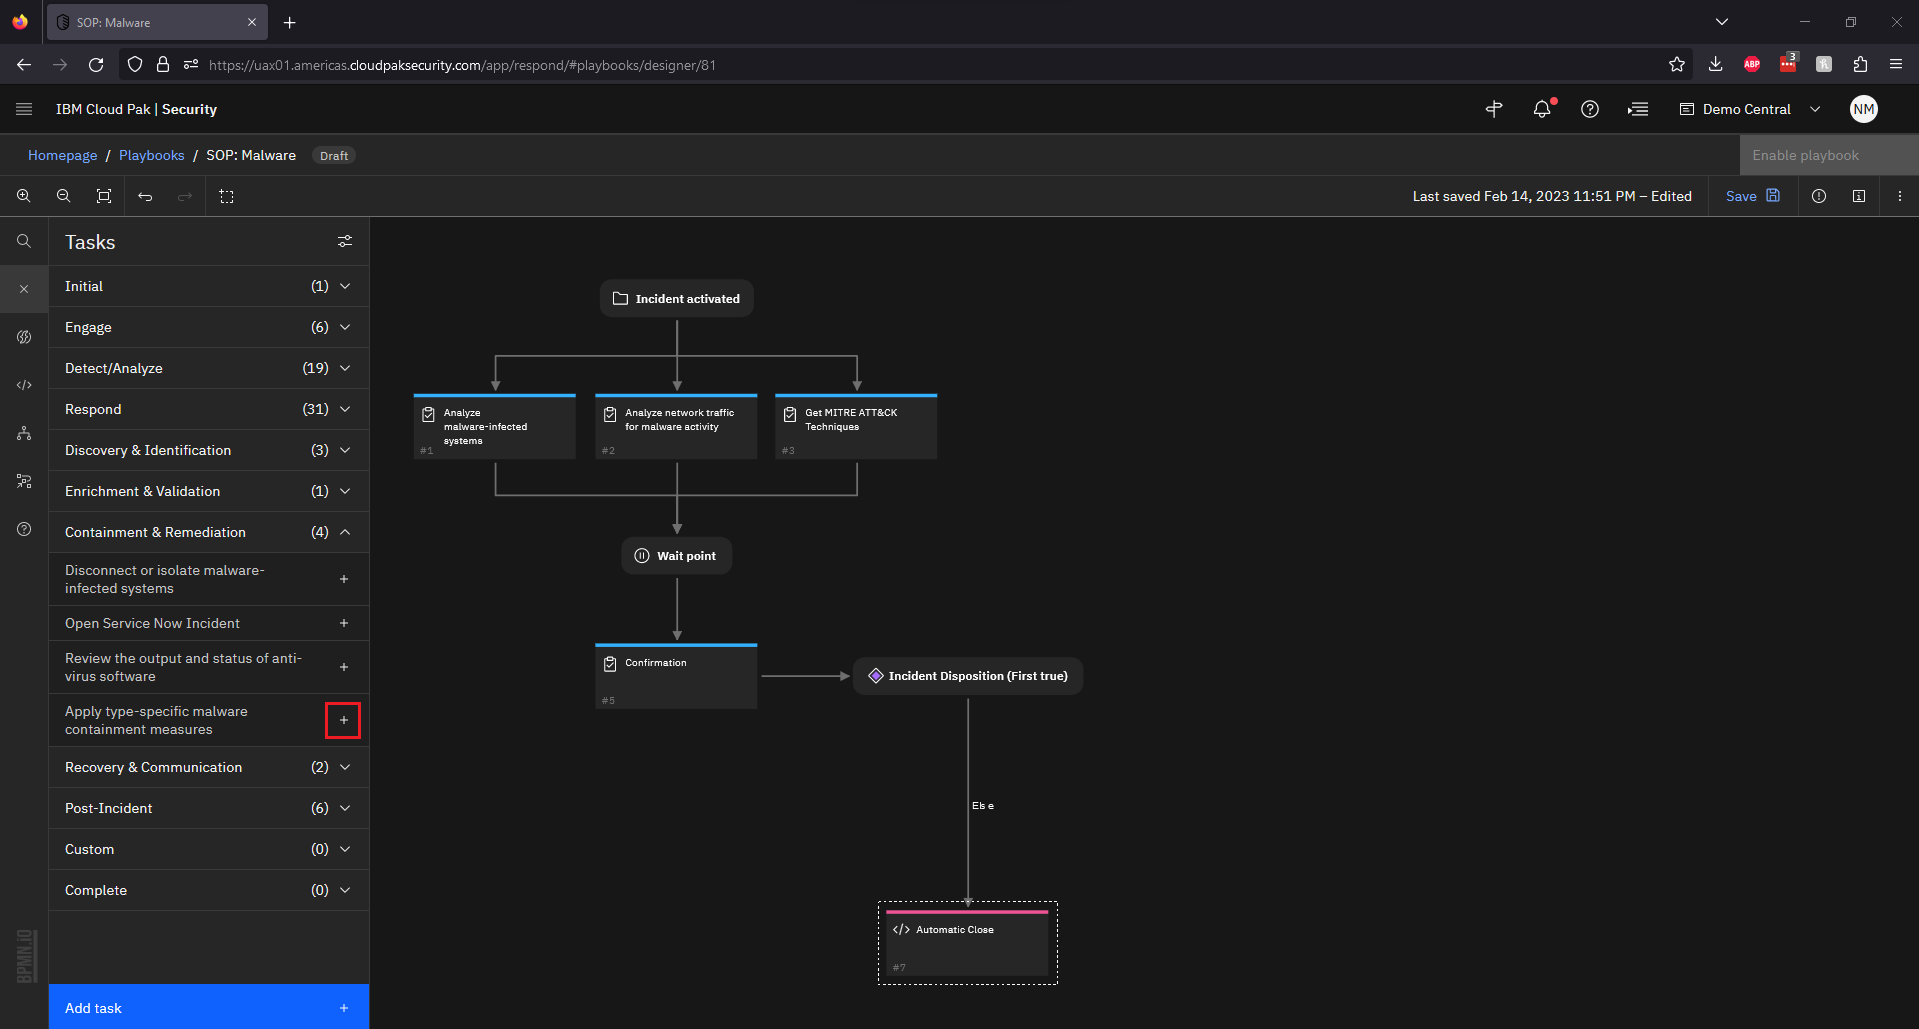 SOP: Malware
https://uax01.americas.cloudpaksecurity.com/app/respond/#playbooks/designer/81
ABP
3
IBM Cloud Pak | Security
Demo Central
NM
Homepage / Playbooks / SOP: Malware
Draft
Enable playbook
Last saved Feb 14, 2023 11:51 PM – Edited
Save
Tasks
Initial (1)
Engage (6)
Detect/Analyze (19)
Respond (31)
Discovery & Identification (3)
Enrichment & Validation (1)
Containment & Remediation (4)
Disconnect or isolate malware-
infected systems
Open Service Now Incident
Review the output and status of anti-
virus software
Apply type-specific malware
containment measures
Recovery & Communication (2)
Post-Incident (6)
Custom (0)
Complete (0)
Add task
BPMN.iO
Incident activated
Analyze
malware-infected
systems
#1
Analyze network traffic
for malware activity
#2
Get MITRE ATT&CK
Techniques
#3
Wait point
Confirmation
#5
Incident Disposition (First true)
Els e
Automatic Close
#7